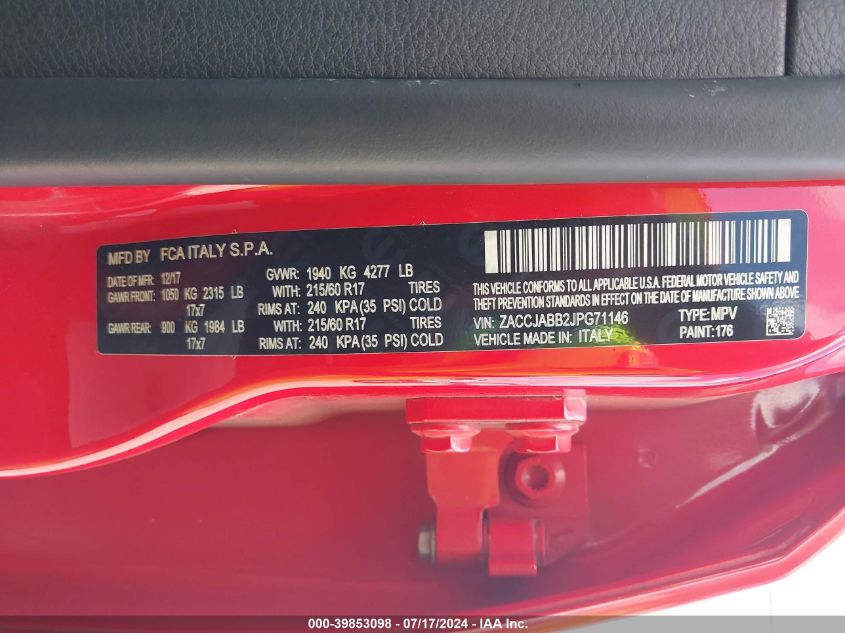 MFD BY FCA ITALY S.P.A.
DATE OF MFR: 12/17 GVWR: 1940 KG 4277 LB
GAWR FRONT: 1050 KG 2315 LB WITH: 215/60 R17 TIRES
17x7 RIMS AT: 240 KPA(35 PSI) COLD
GAWR REAR: 900 KG 1984 LB WITH: 215/60 R17 TIRES
17x7 RIMS AT: 240 KPA(35 PSI) COLD
THIS VEHICLE CONFORMS TO ALL APPLICABLE U.S.A. FEDERAL MOTOR VEHICLE SAFETY AND
THEFT PREVENTION STANDARDS IN EFFECT ON THE DATE OF MANUFACTURE SHOWN ABOVE.
VIN: ZACCJABB2JPG71146 TYPE: MPV
VEHICLE MADE IN: ITALY PAINT: 176
000-39853098 - 07/17/2024 - IAA Inc.